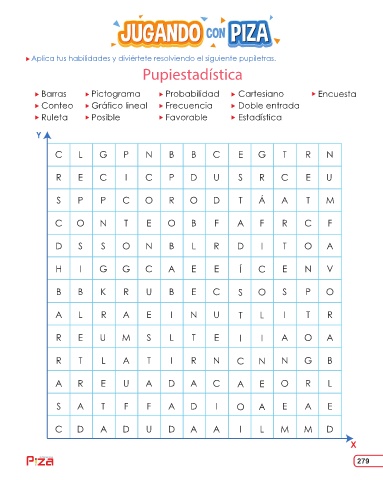 JUGANDO CON PIZA
▸ Aplica tus habilidades y diviértete resolviendo el siguiente pupiletras.
Pupiestadística
▸ Barras ▸ Pictograma ▸ Probabilidad ▸ Cartesiano ▸ Encuesta
▸ Conteo ▸ Gráfico lineal ▸ Frecuencia ▸ Doble entrada
▸ Ruleta ▸ Posible ▸ Favorable ▸ Estadística
Y
C L G P N B B C E G T R N
R E C I C P D U S R C E U
S P P C O R O D T Á A T M
C O N T E O B F A F R C F
D S S O N B L R D I T O A
H I G G C A E E Í C E N V
B B K R U B E C S O S P O
A L R A E I N U T L I T R
R E U M S L T E I I A O A
R T L A T I R N C N N G B
A R E U A D A C A E O R L
S A T F F A D I O A E A E
C D A D U D A A I L M M D
X
Piza
279